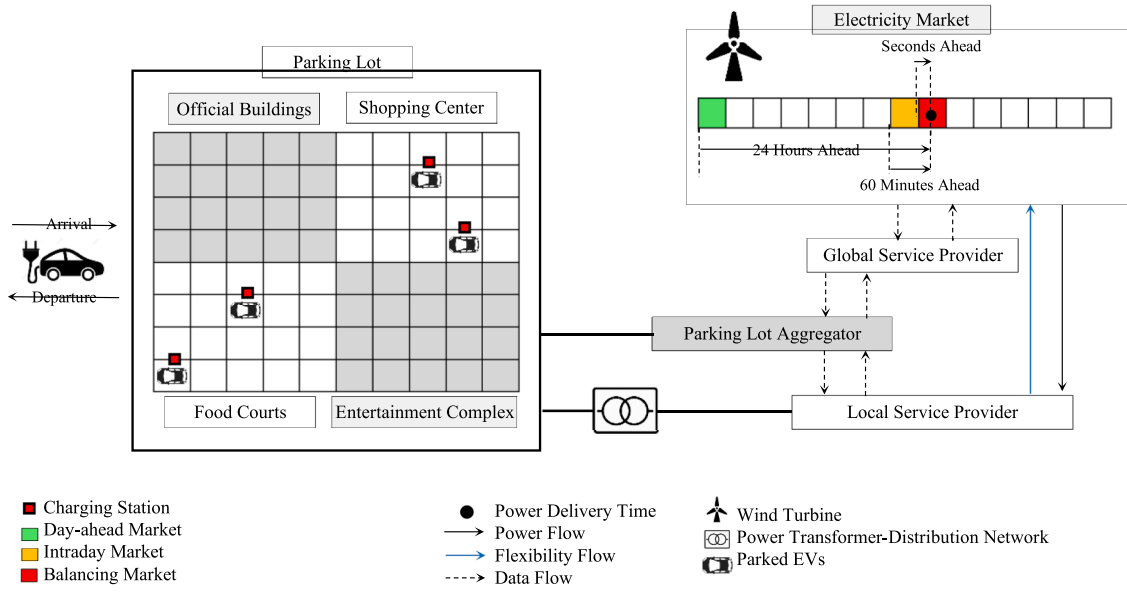 Electricity Market
Seconds Ahead
24 Hours Ahead
60 Minutes Ahead
Parking Lot
Official Buildings
Shopping Center
Arrival
Departure
Food Courts
Entertainment Complex
Global Service Provider
Parking Lot Aggregator
Local Service Provider
Charging Station
Day-ahead Market
Intraday Market
Balancing Market
Power Delivery Time
Power Flow
Flexibility Flow
Data Flow
Wind Turbine
Power Transformer-Distribution Network
Parked EVs